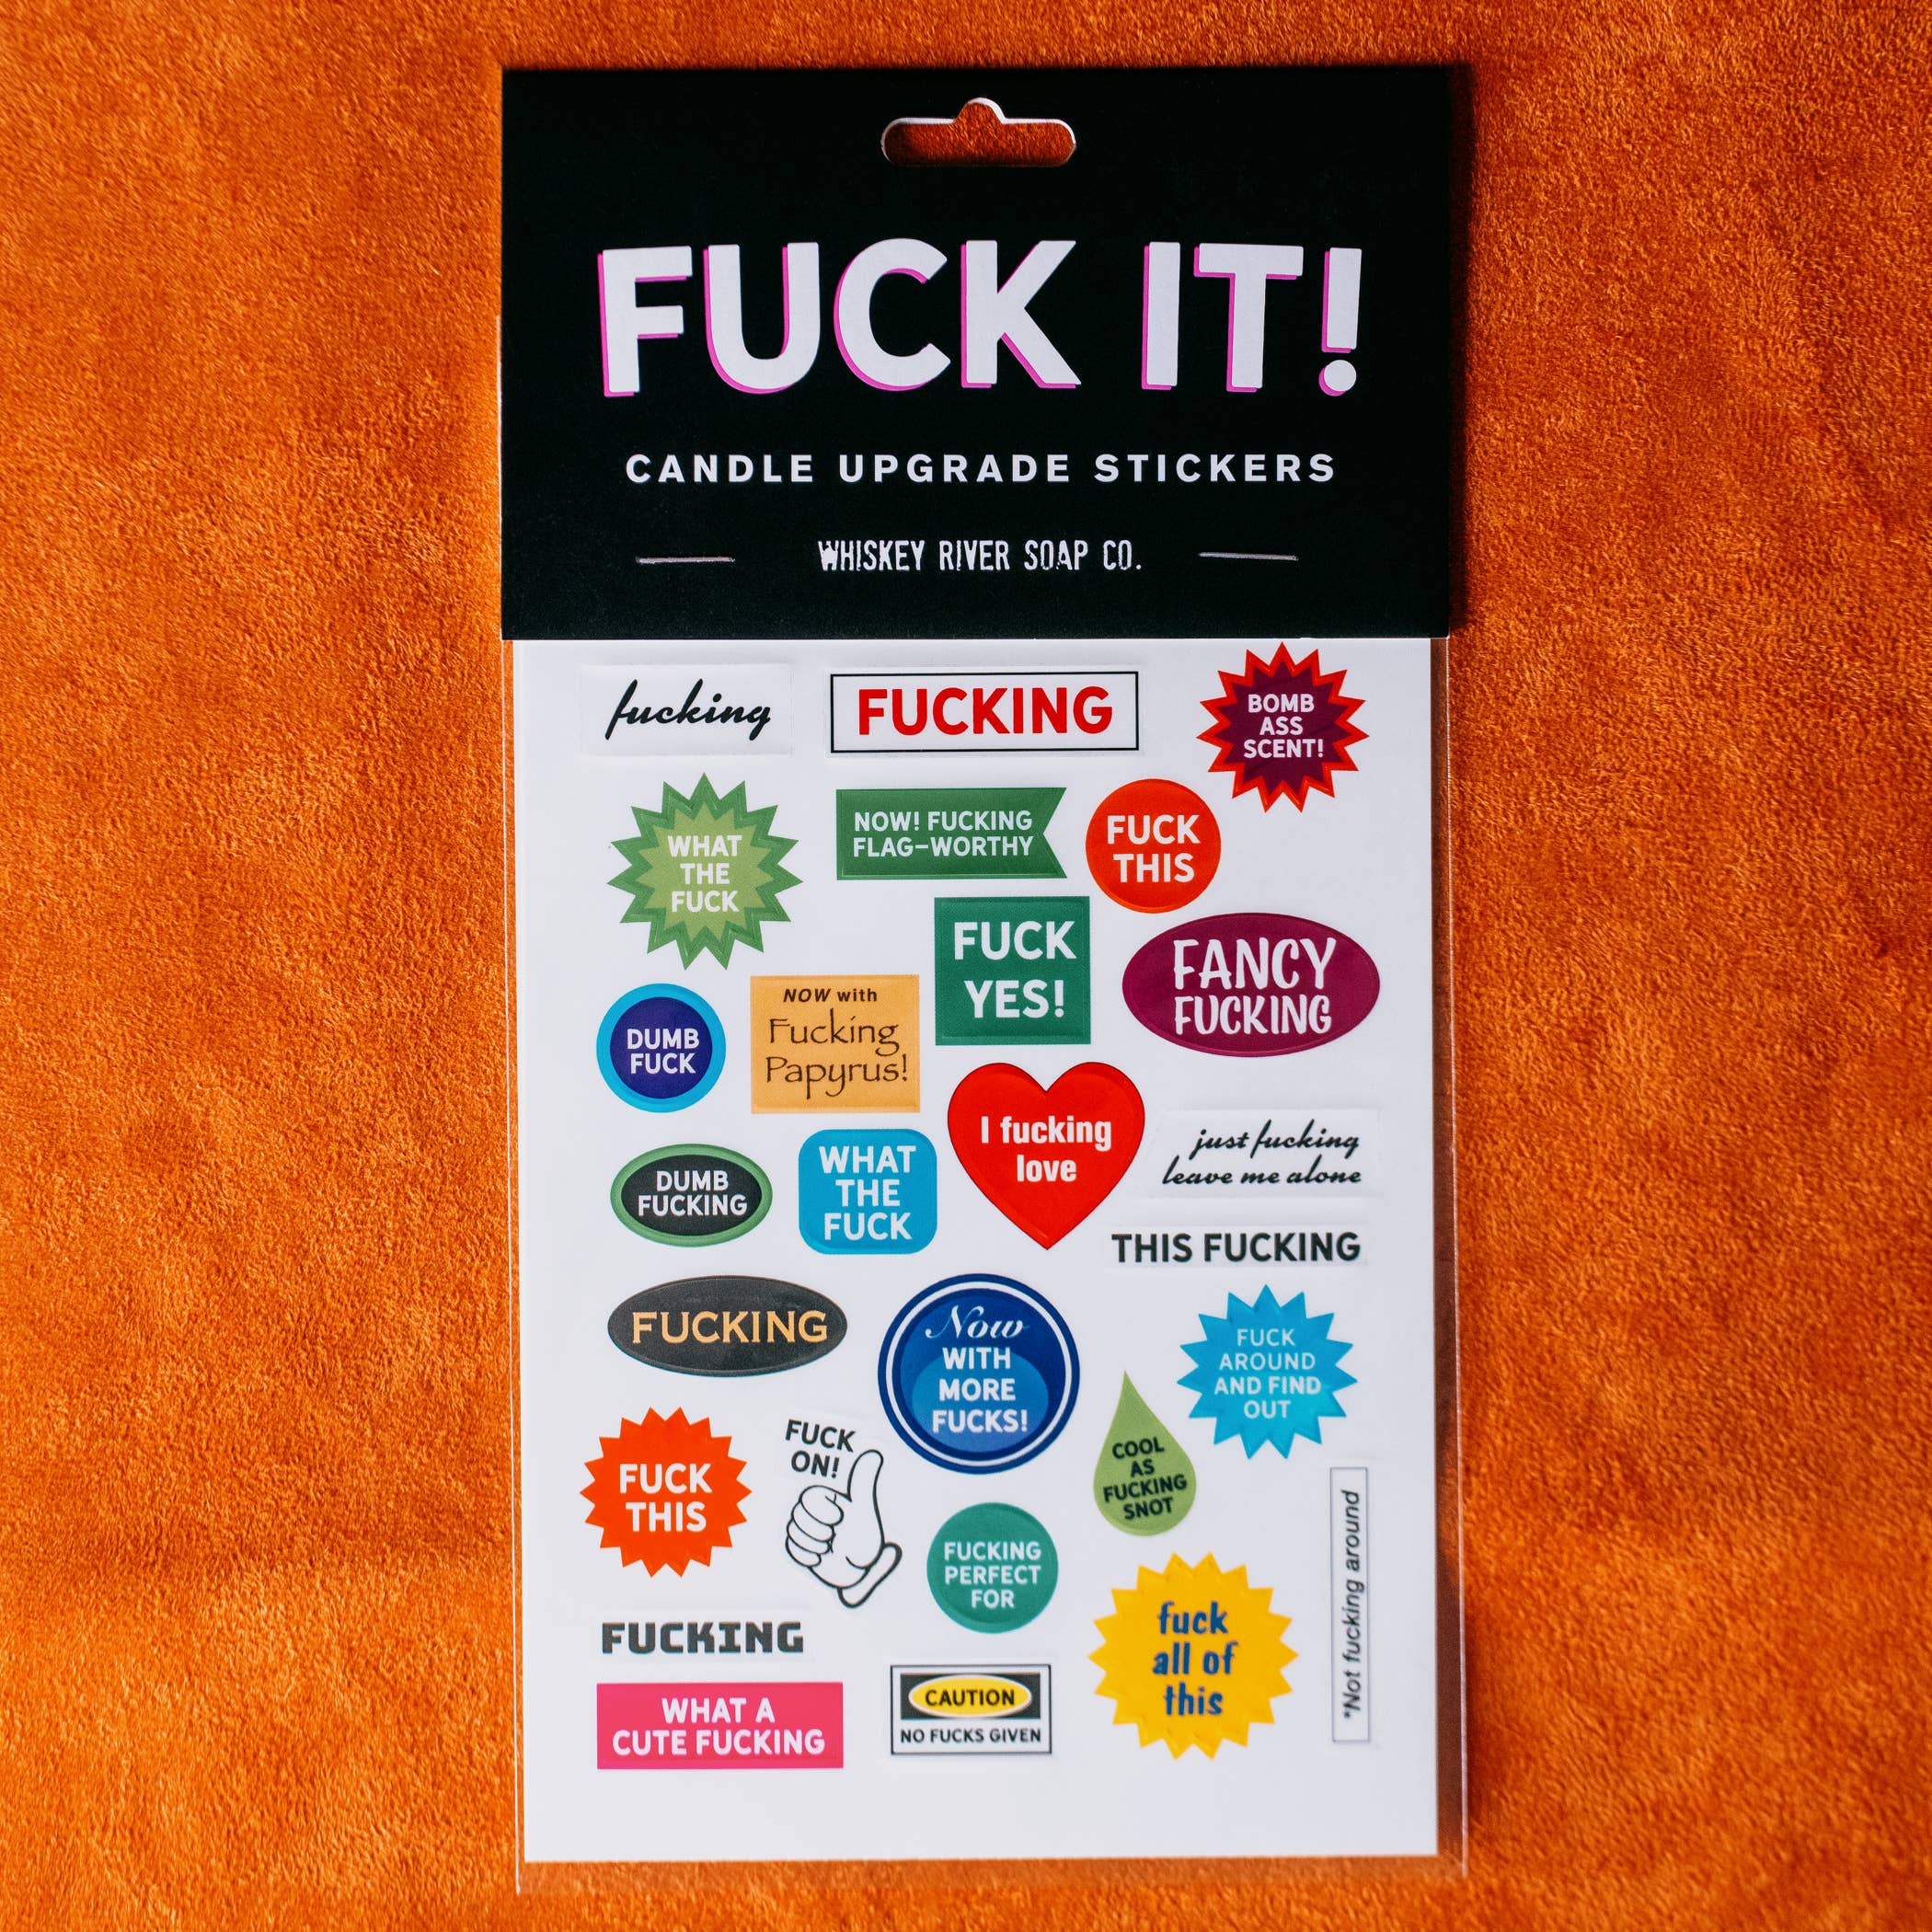 FUCK IT!
CANDLE UPGRADE STICKERS
WHISKEY RIVER SOAP CO.
fucking
FUCKING
BOMB
ASS
SCENT!
WHAT
THE
FUCK
NOW! FUCKING
FLAG-WORTHY
FUCK
THIS
FUCK
YES!
FANCY
FUCKING
DUMB
FUCK
NOW with
Fucking
Papyrus!
I fucking
love
just fucking
leave me alone
DUMB
FUCKING
WHAT
THE
FUCK
THIS FUCKING
FUCKING
Now
WITH
MORE
FUCKS!
FUCK
AROUND
AND FIND
OUT
FUCK
THIS
FUCK
ON!
COOL
AS
FUCKING
SNOT
FUCKING
PERFECT
FOR
*Not fucking around
FUCKING
fuck
all of
this
WHAT A
CUTE FUCKING
CAUTION
NO FUCKS GIVEN